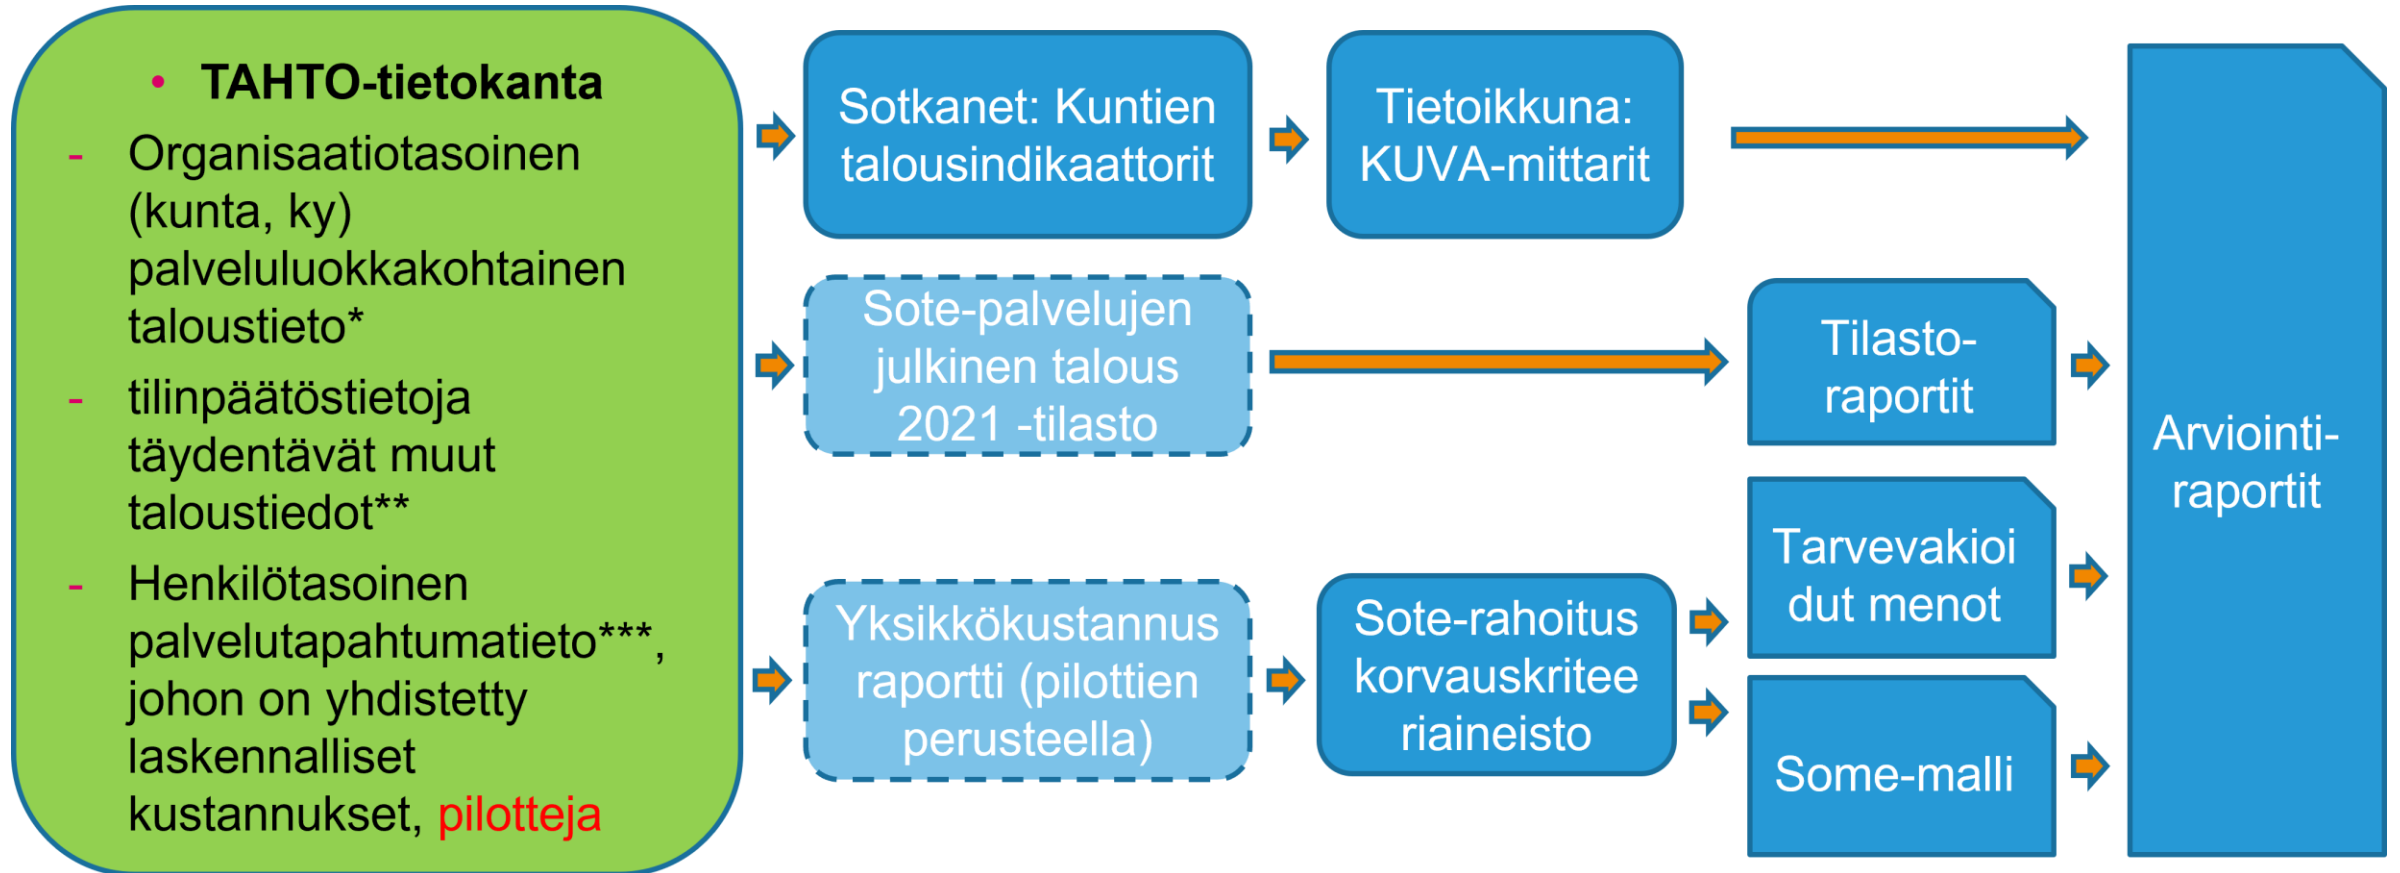 • TAHTO-tietokanta
- Organisaatiotasoinen
(kunta, ky)
palveluluokkakohtainen
taloustieto*
- tilinpäätöstietoja
täydentävät muut
taloustiedot**
- Henkilötasoinen
palvelutapahtumatieto***,
johon on yhdistetty
laskennalliset
kustannukset, pilotteja
Sotkanet: Kuntien
talousindikaattorit
Tietoikkuna:
KUVA-mittarit
Sote-palvelujen
julkinen talous
2021 -tilasto
Tilasto-
raportit
Yksikkökustannus
raportti (pilottien
perusteella)
Sote-rahoitus
korvauskritee
riaineisto
Tarvevakioi
dut menot
Some-malli
Arviointi-
raportit